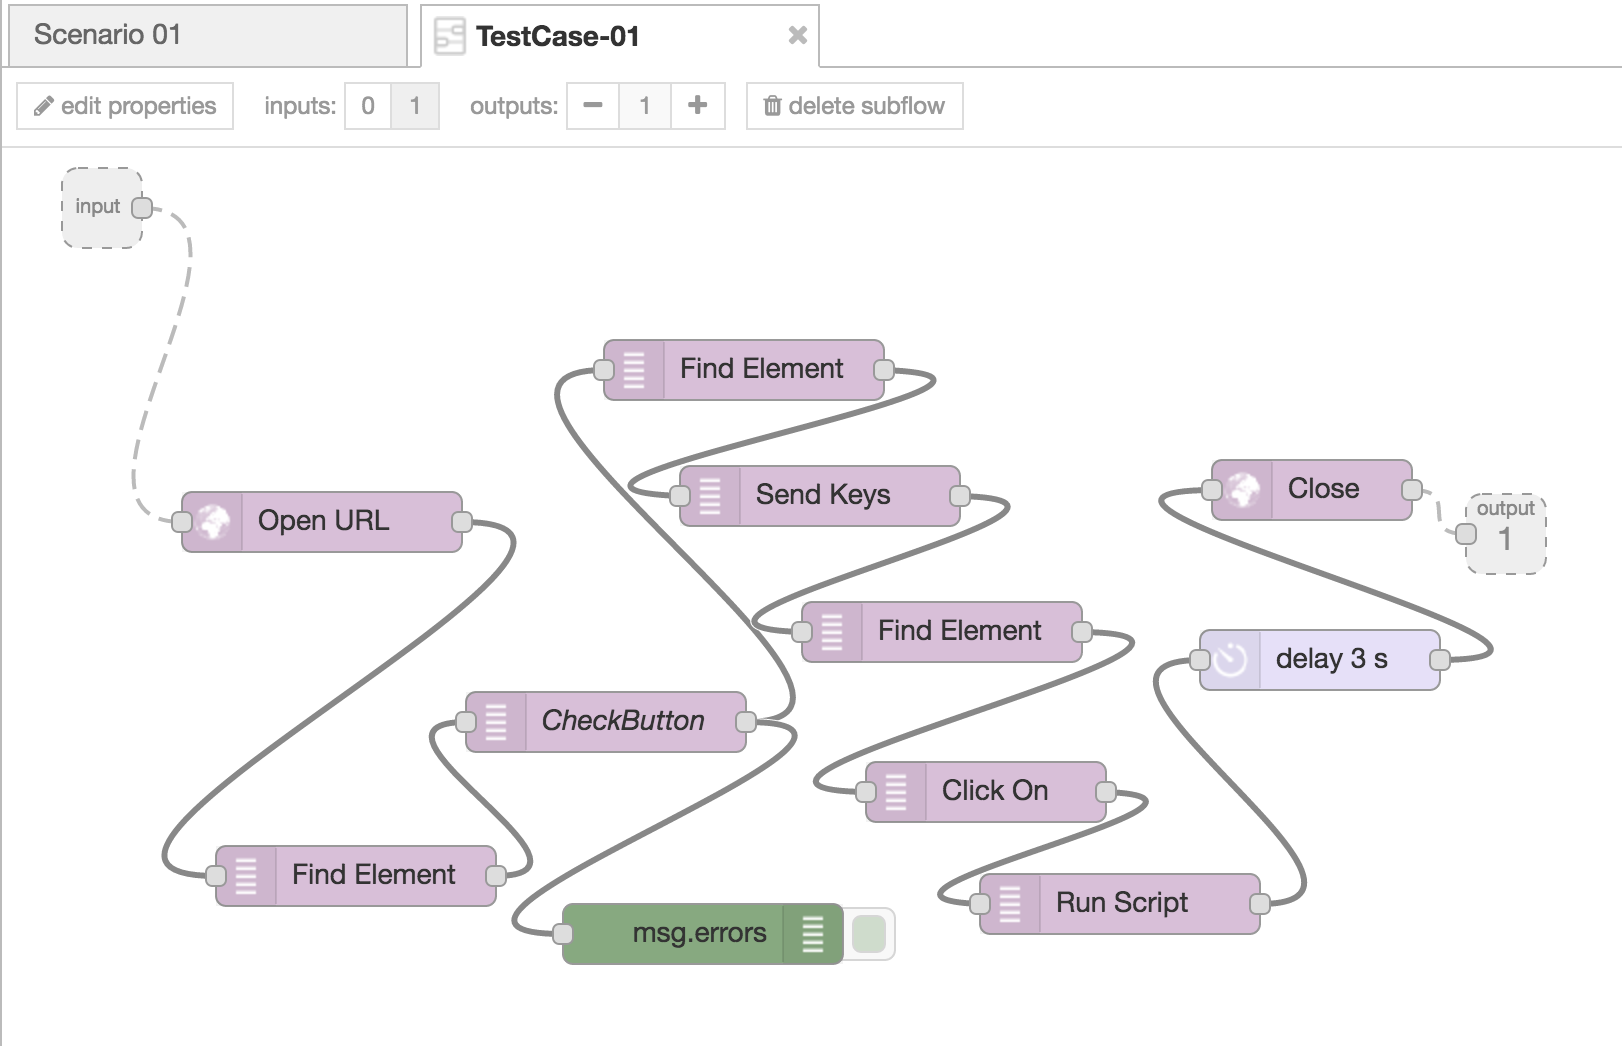 Scenario 01
TestCase-01
edit properties
inputs: 0 1
outputs: 1
delete subflow
input
Find Element
Send Keys
Close
output
1
Open URL
Find Element
delay 3 s
CheckButton
Click On
Find Element
Run Script
msg.errors